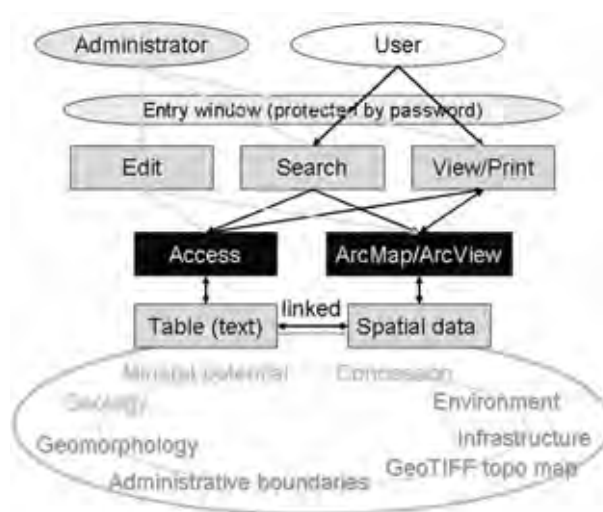 Administrator
User
Entry window (protected by password)
Edit
Search
View/Print
Access
ArcMap/ArcView
linked
Table (text)
Spatial data
Mineral potential
Concession
Geology
Environment
Geomorphology
Infrastructure
GeoTIFF topo map
Administrative boundaries